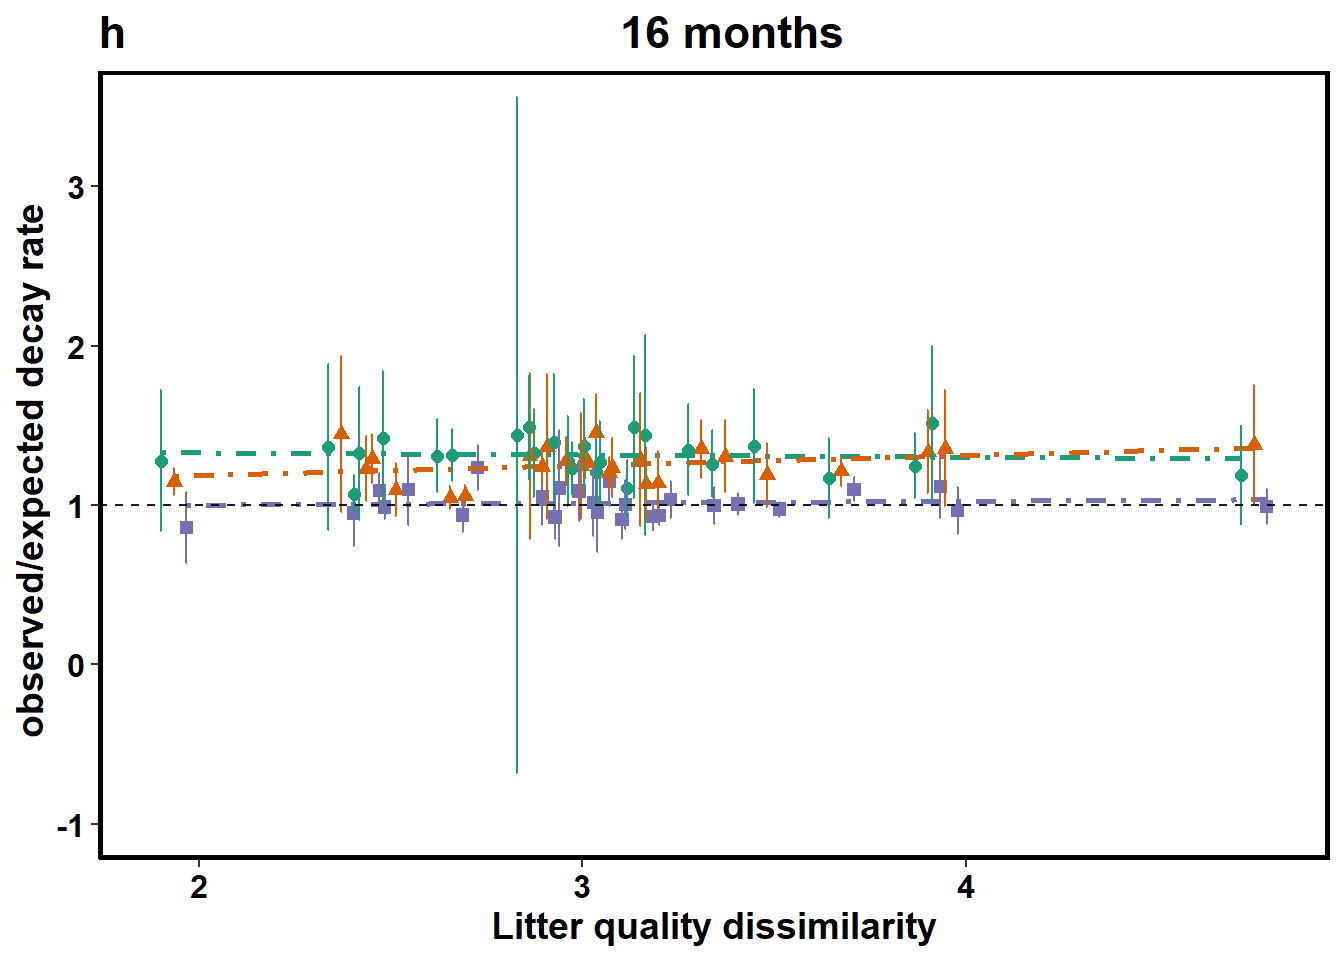 h
16 months
observed/expected decay rate
3
2
1
0
-1
2
3
4
Litter quality dissimilarity